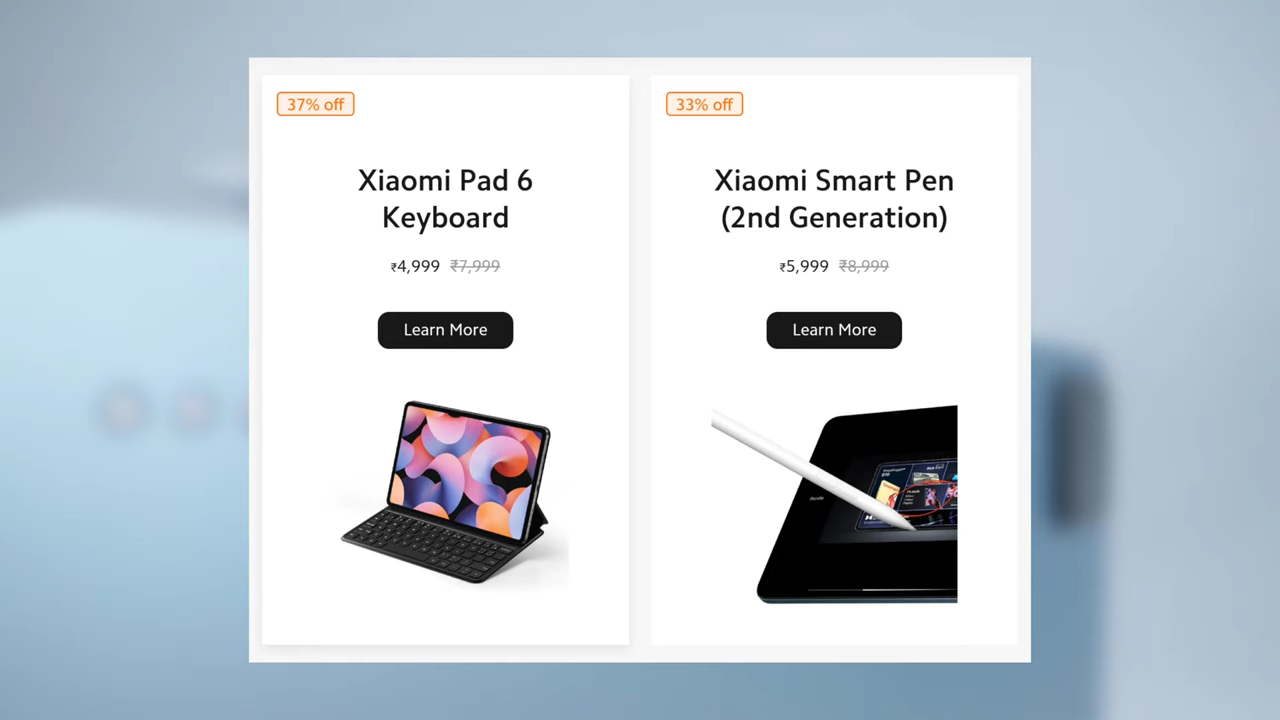 37% off
Xiaomi Pad 6
Keyboard
₹4,999 ₹7,999
Learn More
33% off
Xiaomi Smart Pen
(2nd Generation)
₹5,999 ₹8,999
Learn More